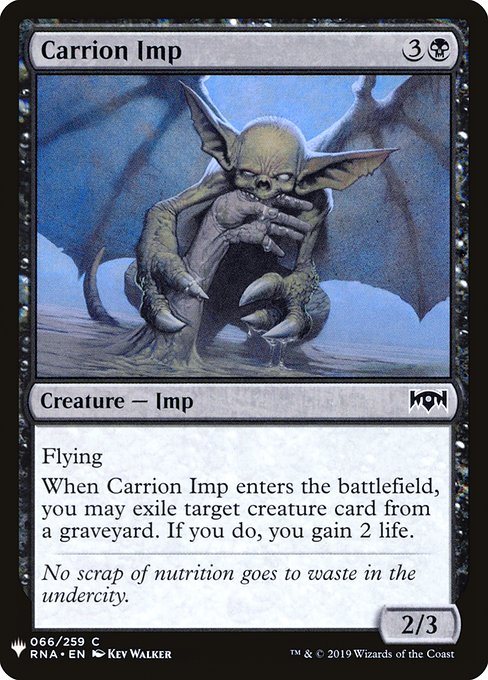 Carrion Imp 3
Creature — Imp
Flying
When Carrion Imp enters the battlefield,
you may exile target creature card from
a graveyard. If you do, you gain 2 life.
No scrap of nutrition goes to waste in the
undercity.
2/3
066/259 C
RNA • EN Kev Walker
™ & © 2019 Wizards of the Coast